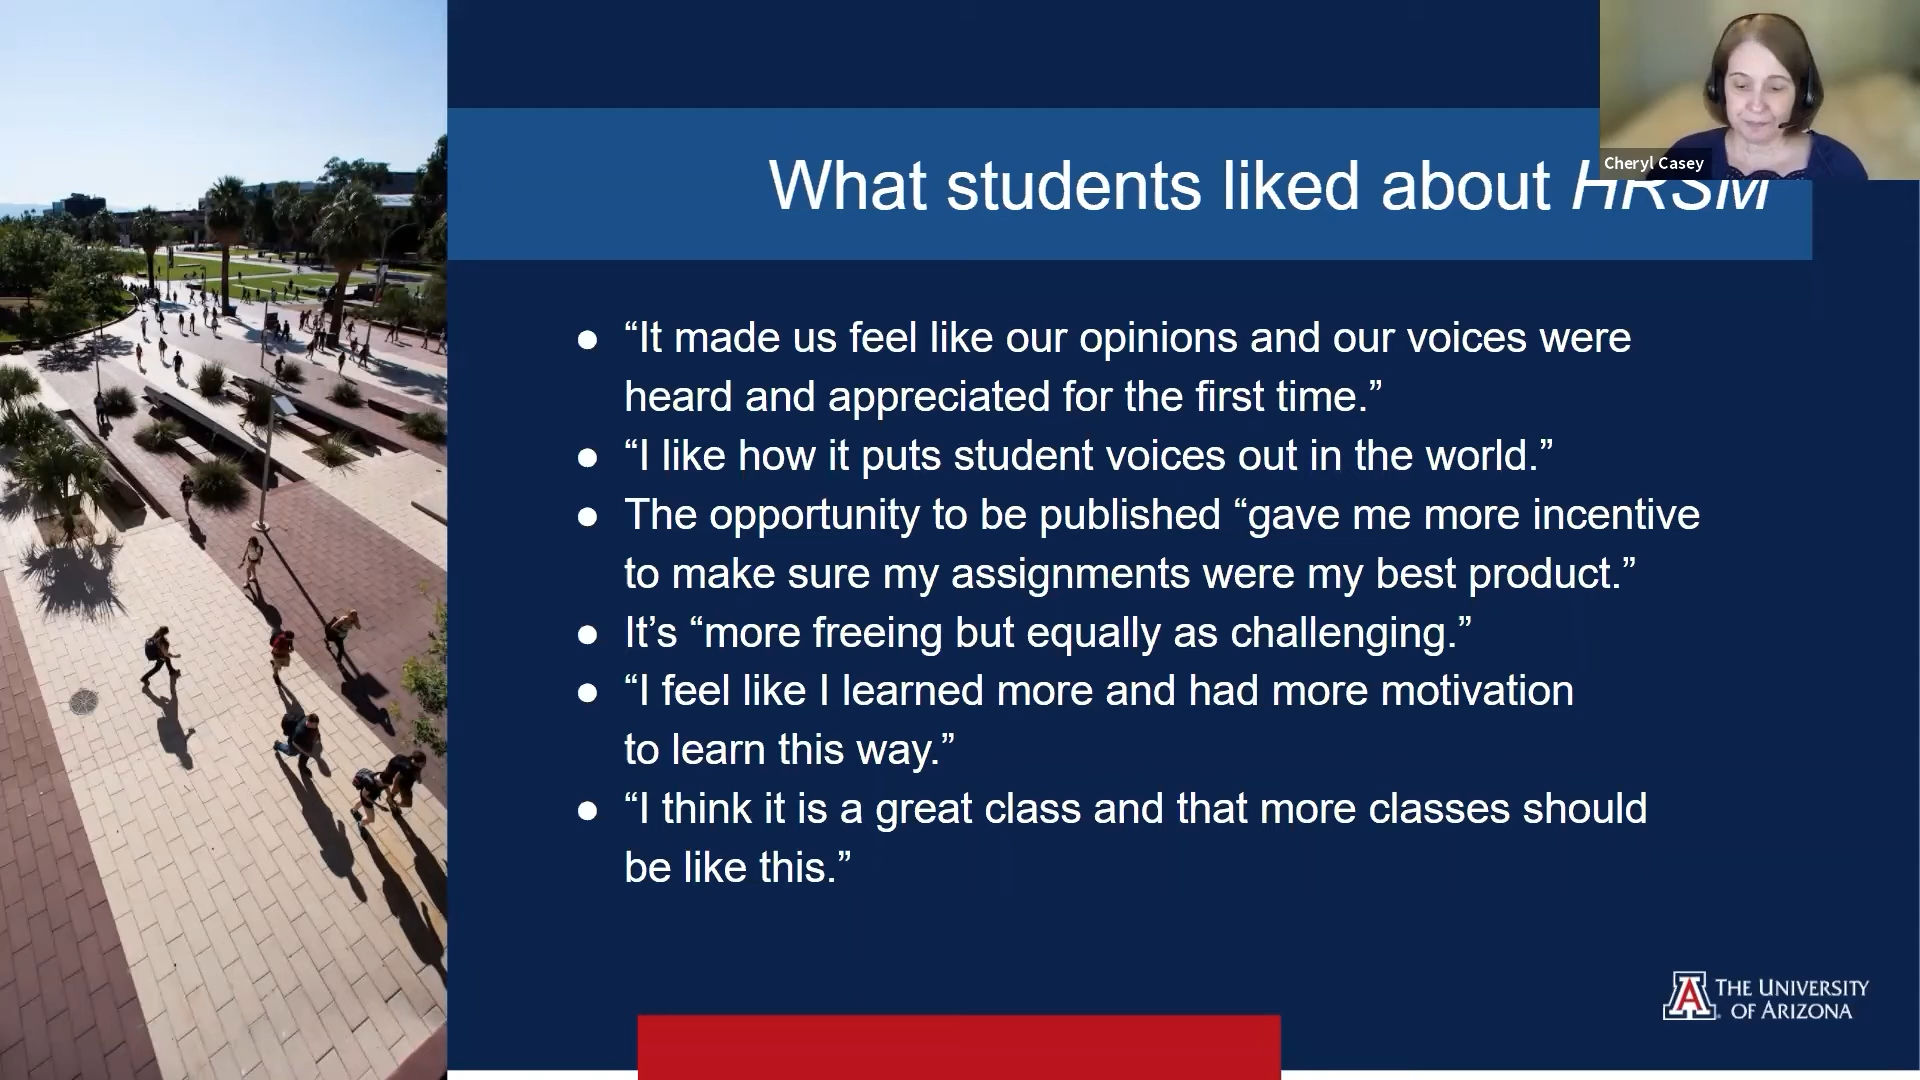 Cheryl Casey
What students liked about HRSM
● “It made us feel like our opinions and our voices were
heard and appreciated for the first time.”
● “I like how it puts student voices out in the world.”
● The opportunity to be published “gave me more incentive
to make sure my assignments were my best product.”
● It’s “more freeing but equally as challenging.”
● “I feel like I learned more and had more motivation
to learn this way.”
● “I think it is a great class and that more classes should
be like this.”
A
THE UNIVERSITY
OF ARIZONA